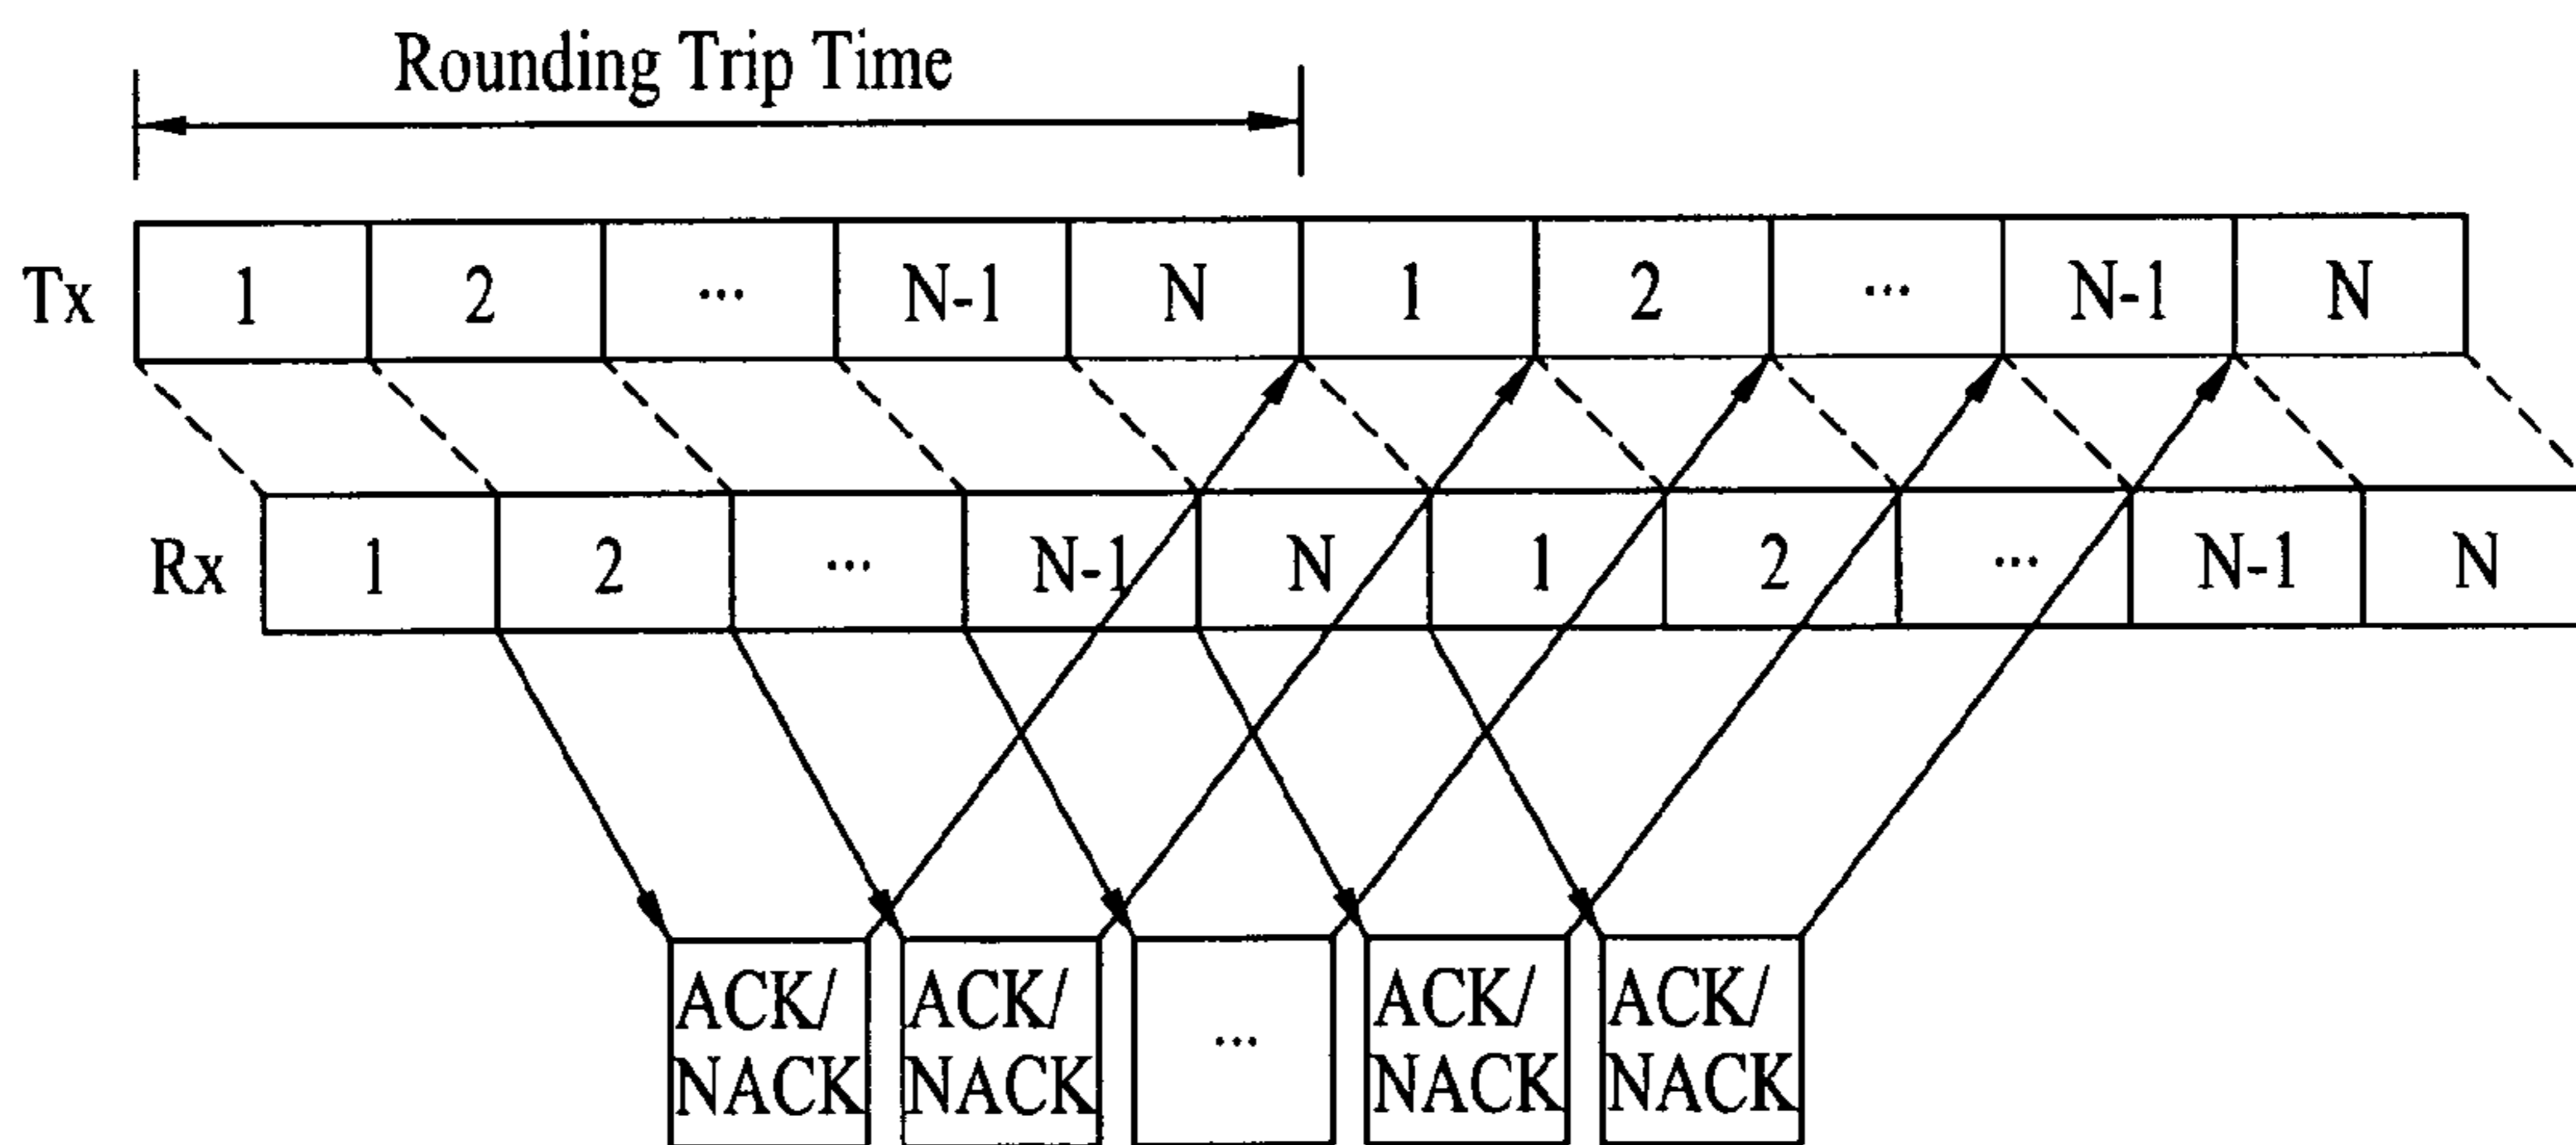 Rounding Trip Time
Tx 1 2 ... N-1 N 1 2 ... N-1 N
Rx 1 2 ... N-1 N 1 2 ... N-1 N
ACK/ ACK/ ... ACK/ ACK/
NACK NACK NACK NACK